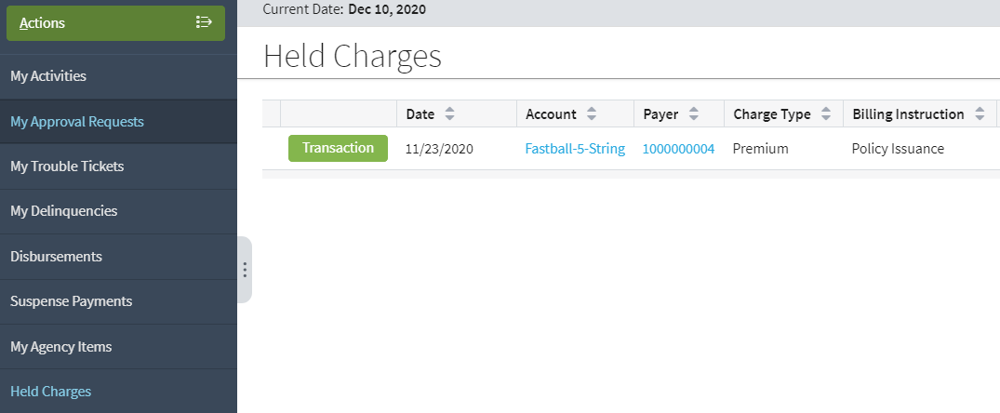 Current Date: Dec 10, 2020
Actions
My Activities
My Approval Requests
My Trouble Tickets
My Delinquencies
Disbursements
Suspense Payments
My Agency Items
Held Charges
Held Charges
Date Account Payer Charge Type Billing Instruction
Transaction 11/23/2020 Fastball-5-String 1000000004 Premium Policy Issuance